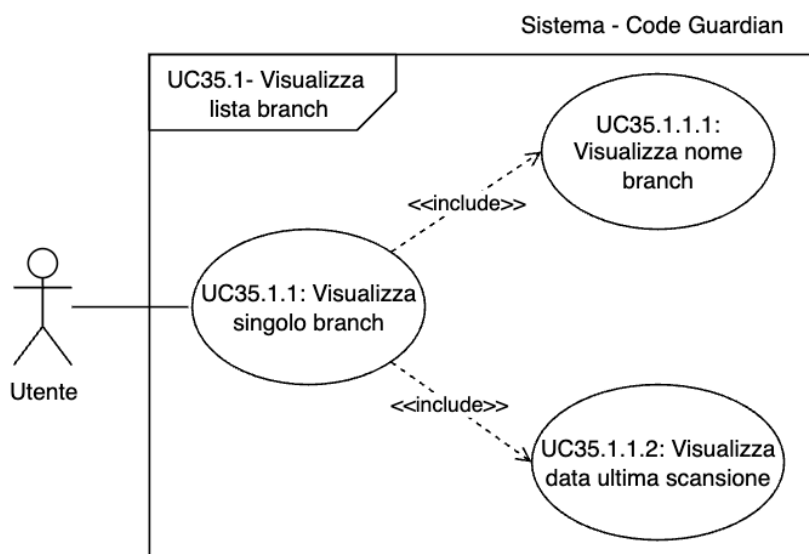 Sistema - Code Guardian
UC35.1- Visualizza
lista branch
UC35.1.1.1:
Visualizza nome
branch
<<include>>
UC35.1.1: Visualizza
singolo branch
Utente
<<include>>
UC35.1.1.2: Visualizza
data ultima scansione